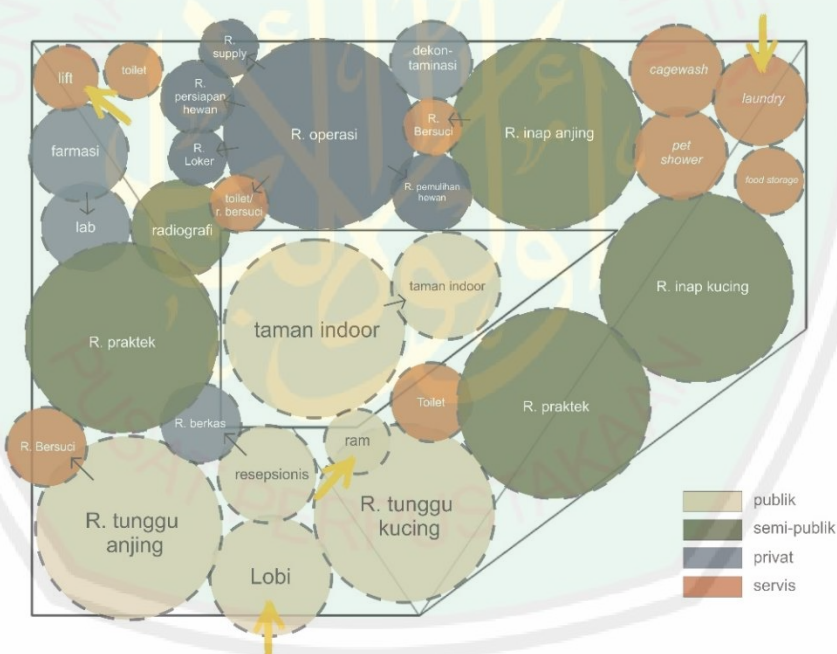 lift
toilet
R.
supply
R.
persiapan
hewan
R.
Loker
toilet/
r. bersuci
R. operasi
dekon-
taminasi
R.
Bersuci
R. pemulihan
hewan
R. inap anjing
cagewash
laundry
pet
shower
food storage
farmasi
lab
radiografi
R. praktek
taman indoor
taman indoor
R. inap kucing
R. praktek
Toilet
R. Bersuci
R. berkas
resepsionis
ram
R. tunggu
anjing
R. tunggu
kucing
Lobi
publik
semi-publik
privat
servis
PUSAT PERPUSTAKAAN